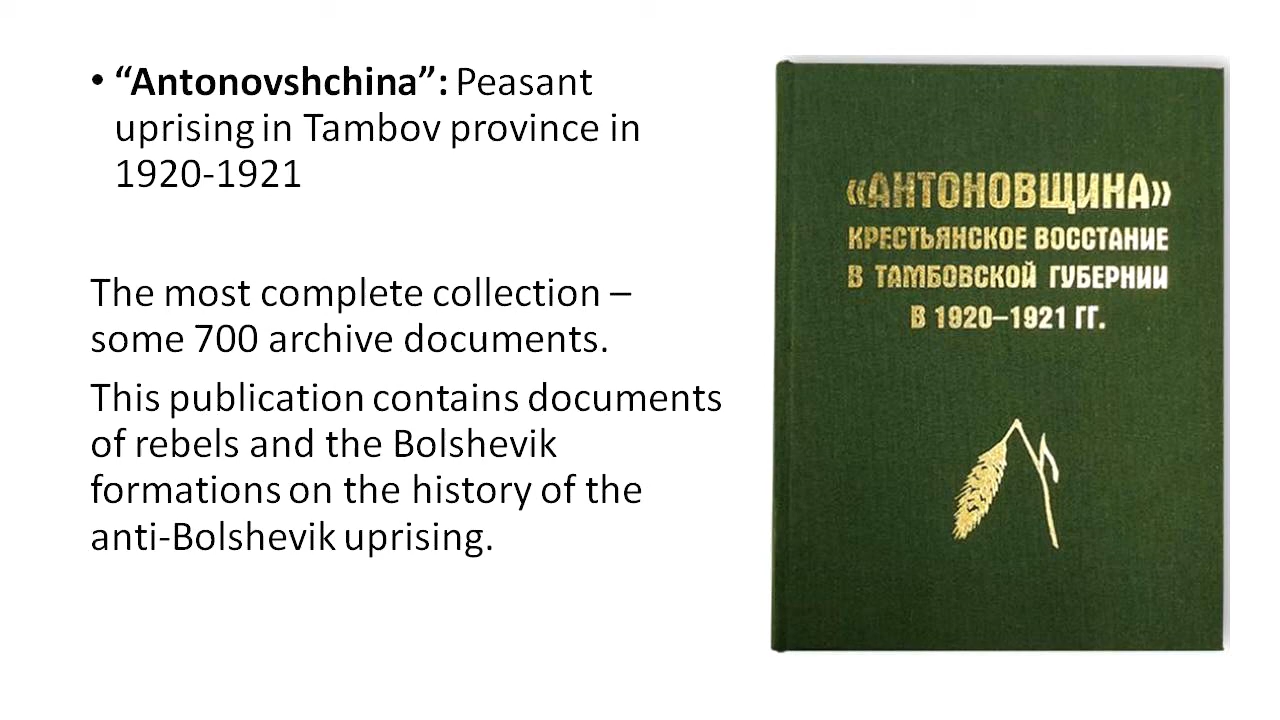 • “Antonovshchina”: Peasant
uprising in Tambov province in
1920-1921
The most complete collection –
some 700 archive documents.
This publication contains documents
of rebels and the Bolshevik
formations on the history of the
anti-Bolshevik uprising.
«АНТОНОВЩИНА»
КРЕСТЬЯНСКОЕ ВОССТАНИЕ
В ТАМБОВСКОЙ ГУБЕРНИИ
В 1920–1921 ГГ.